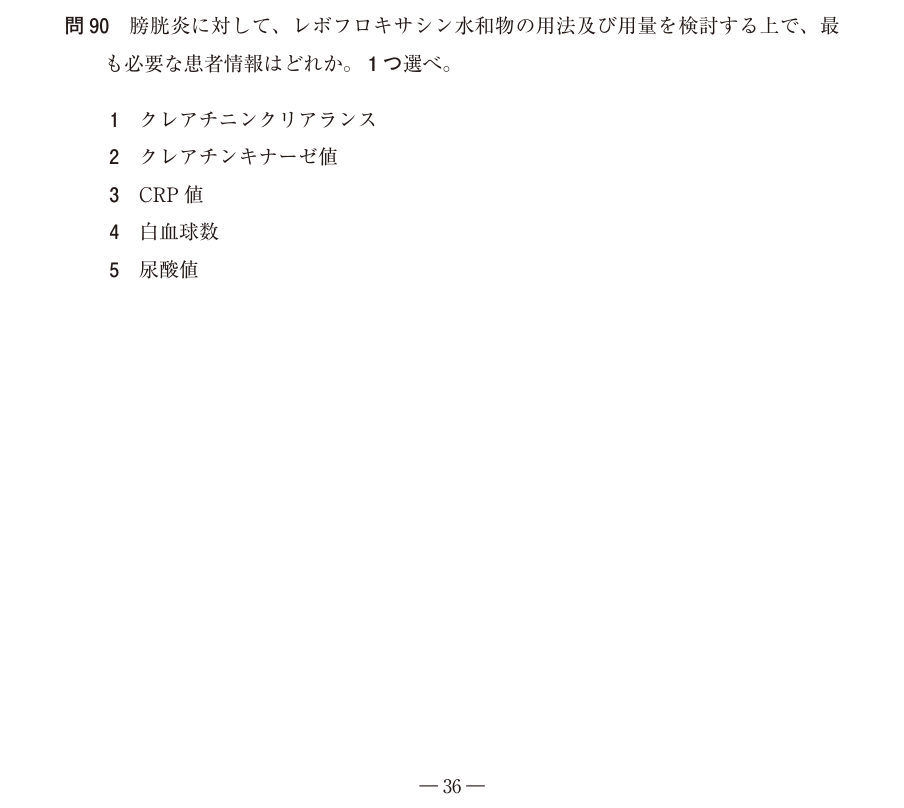 問 90　膀胱炎に対して、レボフロキサシン水和物の用法及び用量を検討する上で、最
も必要な患者情報はどれか。1つ選べ。
1　クレアチニンクリアランス
2　クレアチンキナーゼ値
3　CRP 値
4　白血球数
5　尿酸値
— 36 —